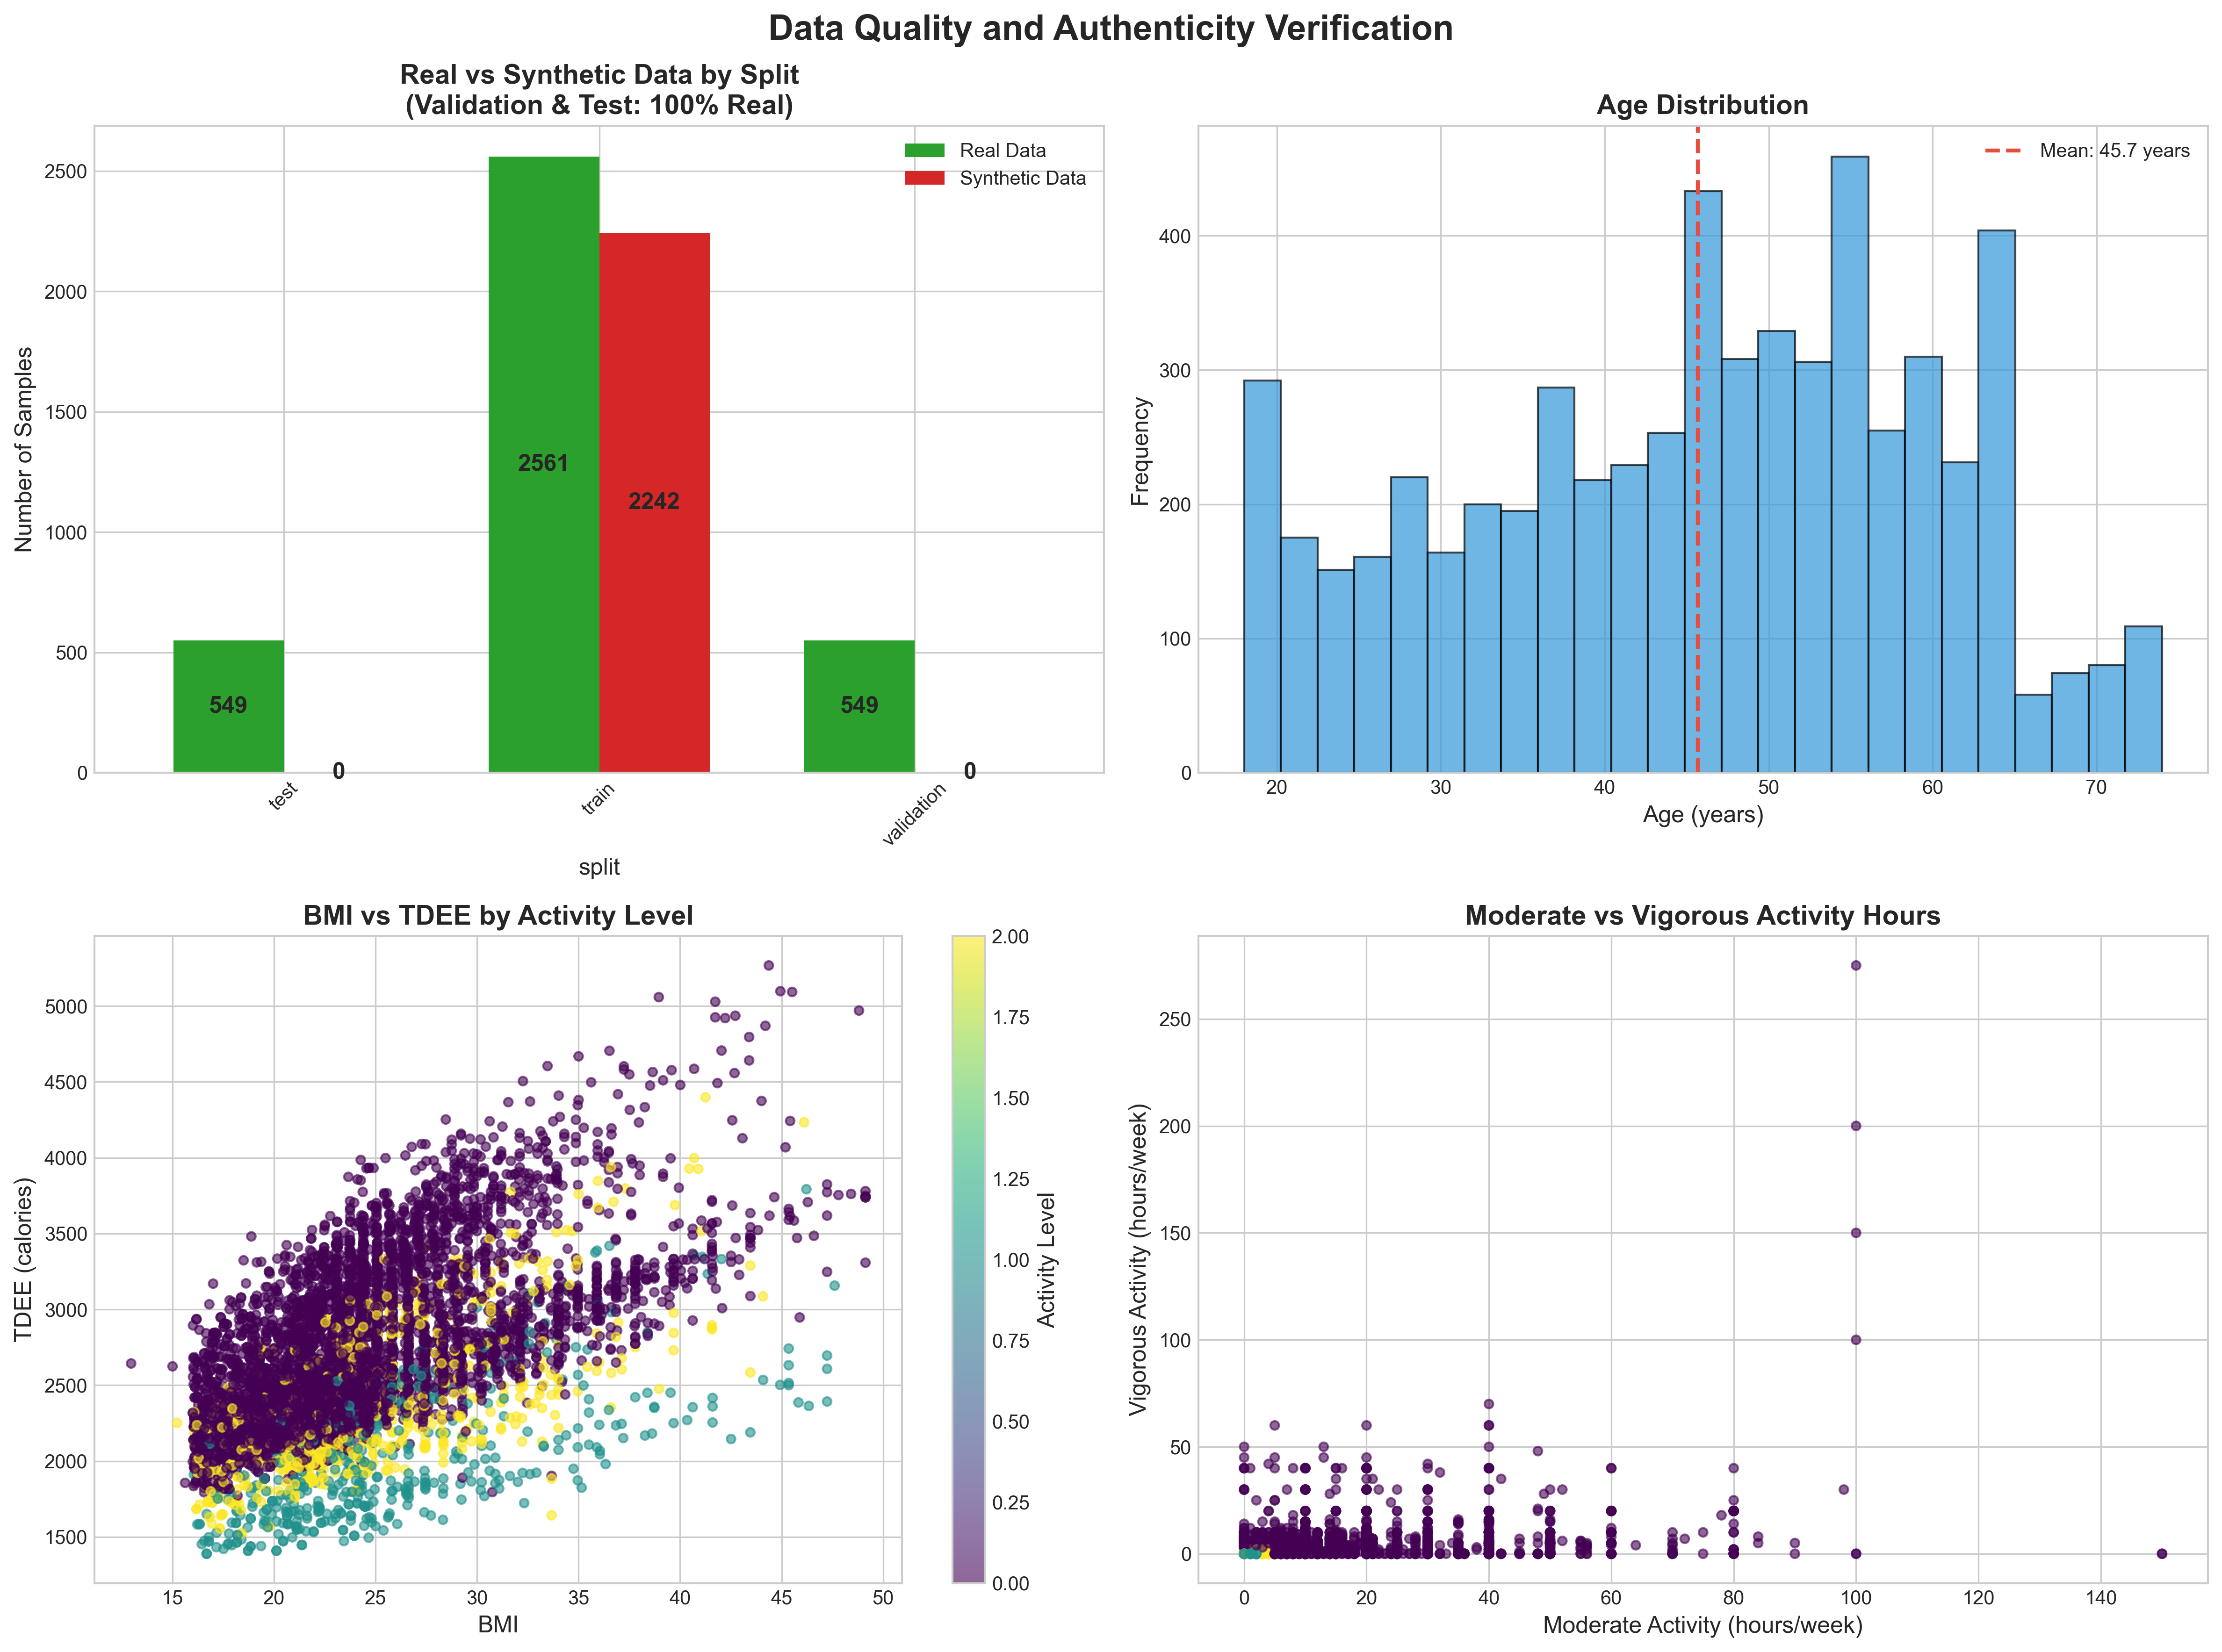 Data Quality and Authenticity Verification
Real vs Synthetic Data by Split
(Validation & Test: 100% Real)
Real Data
Synthetic Data
2500
2000
1500
1000
500
0
Number of Samples
549
0
2561
2242
549
0
test
train
validation
split
Age Distribution
Mean: 45.7 years
400
300
200
100
0
Frequency
20
30
40
50
60
70
Age (years)
BMI vs TDEE by Activity Level
5000
4500
4000
3500
3000
2500
2000
1500
TDEE (calories)
15
20
25
30
35
40
45
50
BMI
2.00
1.75
1.50
1.25
1.00
0.75
0.50
0.25
0.00
Activity Level
Moderate vs Vigorous Activity Hours
250
200
150
100
50
0
Vigorous Activity (hours/week)
0
20
40
60
80
100
120
140
Moderate Activity (hours/week)